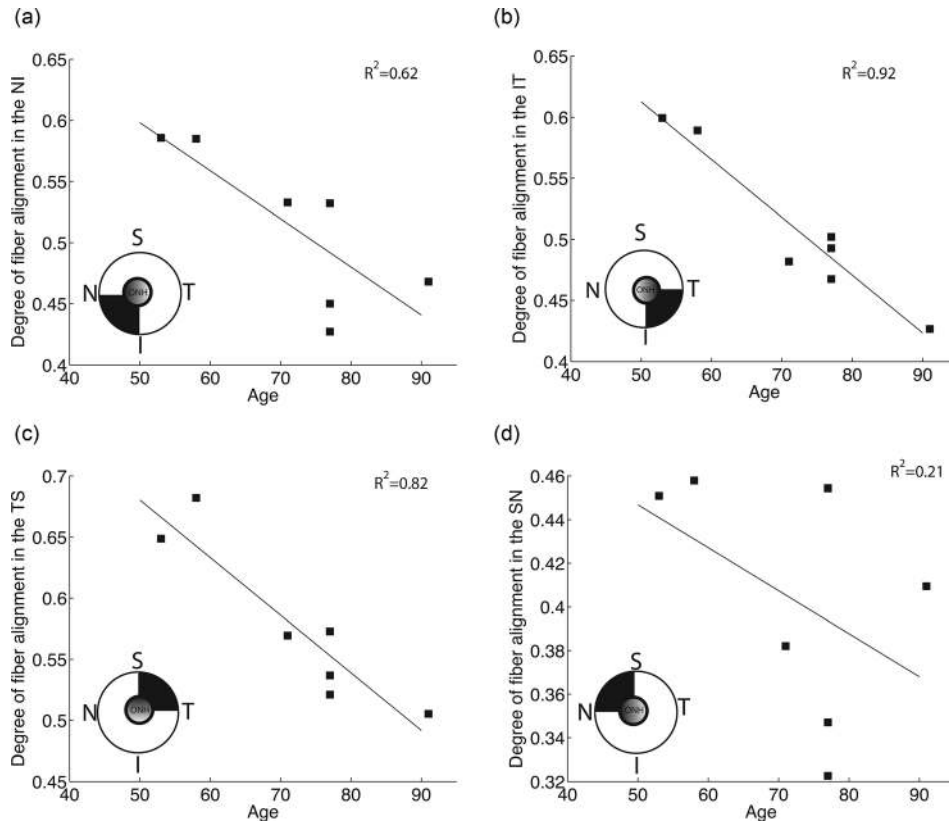 (a)
Degree of fiber alignment in the NI
0.65
0.6
0.55
0.5
0.45
0.4
R²=0.62
S
N
ONH
T
I
40
50
60
70
80
90
Age
(b)
Degree of fiber alignment in the IT
0.65
0.6
0.55
0.5
0.45
0.4
R²=0.92
S
N
ONH
T
I
40
50
60
70
80
90
Age
(c)
Degree of fiber alignment in the TS
0.7
0.65
0.6
0.55
0.5
0.45
R²=0.82
S
N
ONH
T
I
40
50
60
70
80
90
Age
(d)
Degree of fiber alignment in the SN
0.46
0.44
0.42
0.4
0.38
0.36
0.34
0.32
R²=0.21
S
N
ONH
T
I
40
50
60
70
80
90
Age